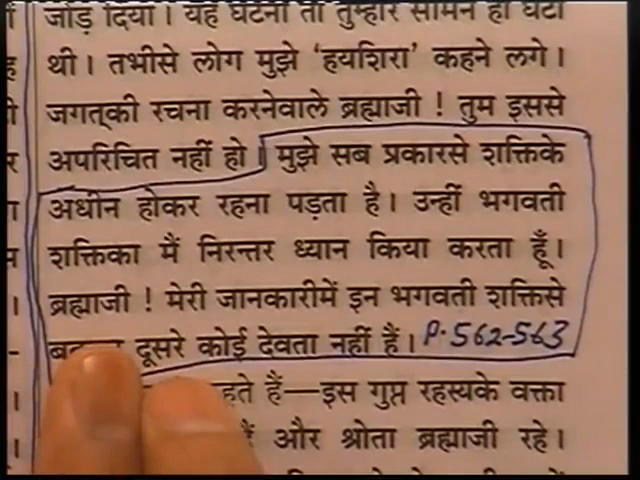 जोड़ दिया। यह घटना तो तुम्हारे सामने ही घटी
थी। तभीसे लोग मुझे ‘हयशिरा’ कहने लगे।
जगत्‌की रचना करनेवाले ब्रह्माजी ! तुम इससे
अपरिचित नहीं हो। मुझे सब प्रकारसे शक्तिके
अधीन होकर रहना पड़ता है। उन्हीं भगवती
शक्तिका मैं निरन्तर ध्यान किया करता हूँ।
ब्रह्माजी ! मेरी जानकारीमें इन भगवती शक्तिसे
दूसरे कोई देवता नहीं हैं। P. 562-563
हैं—इस गुप्त रहस्यके वक्ता
और श्रोता ब्रह्माजी रहे।